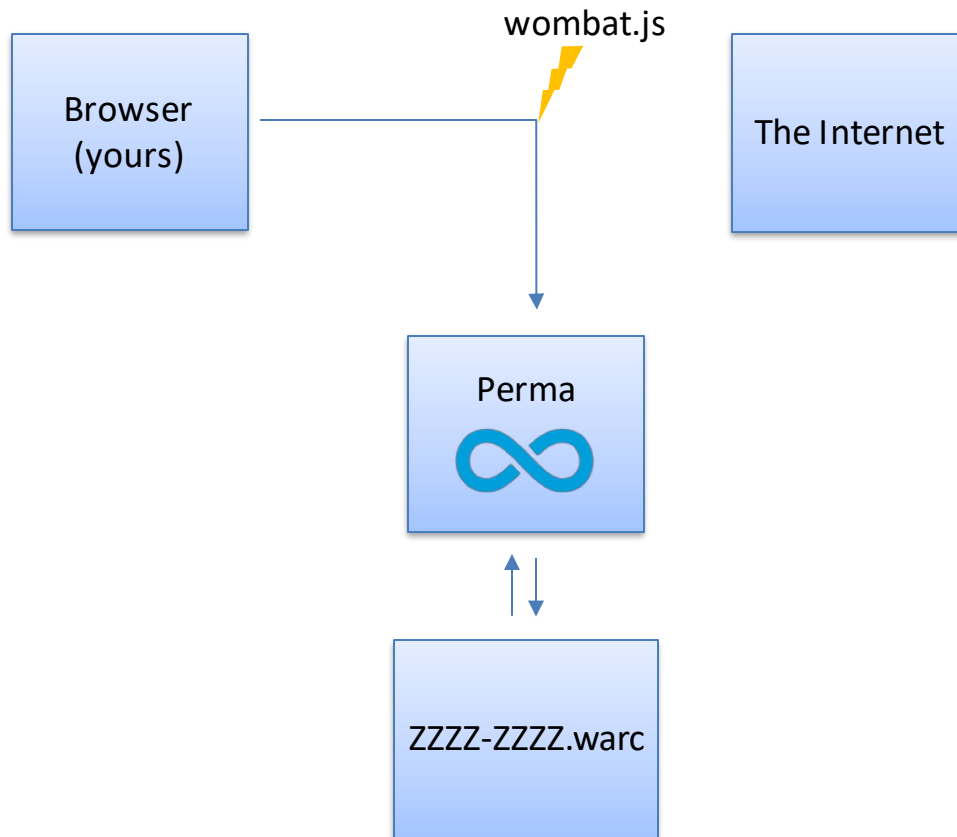 wombat.js
Browser
(yours)
The Internet
Perma
ZZZZ-ZZZZ.warc